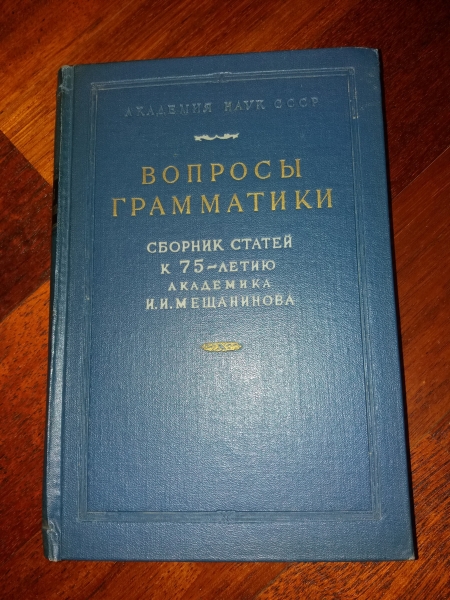 АКАДЕМИЯ НАУК СССР
ВОПРОСЫ
ГРАММАТИКИ
СБОРНИК СТАТЕЙ
К 75-ЛЕТИЮ
АКАДЕМИКА
И.И.МЕЩАНИНОВА